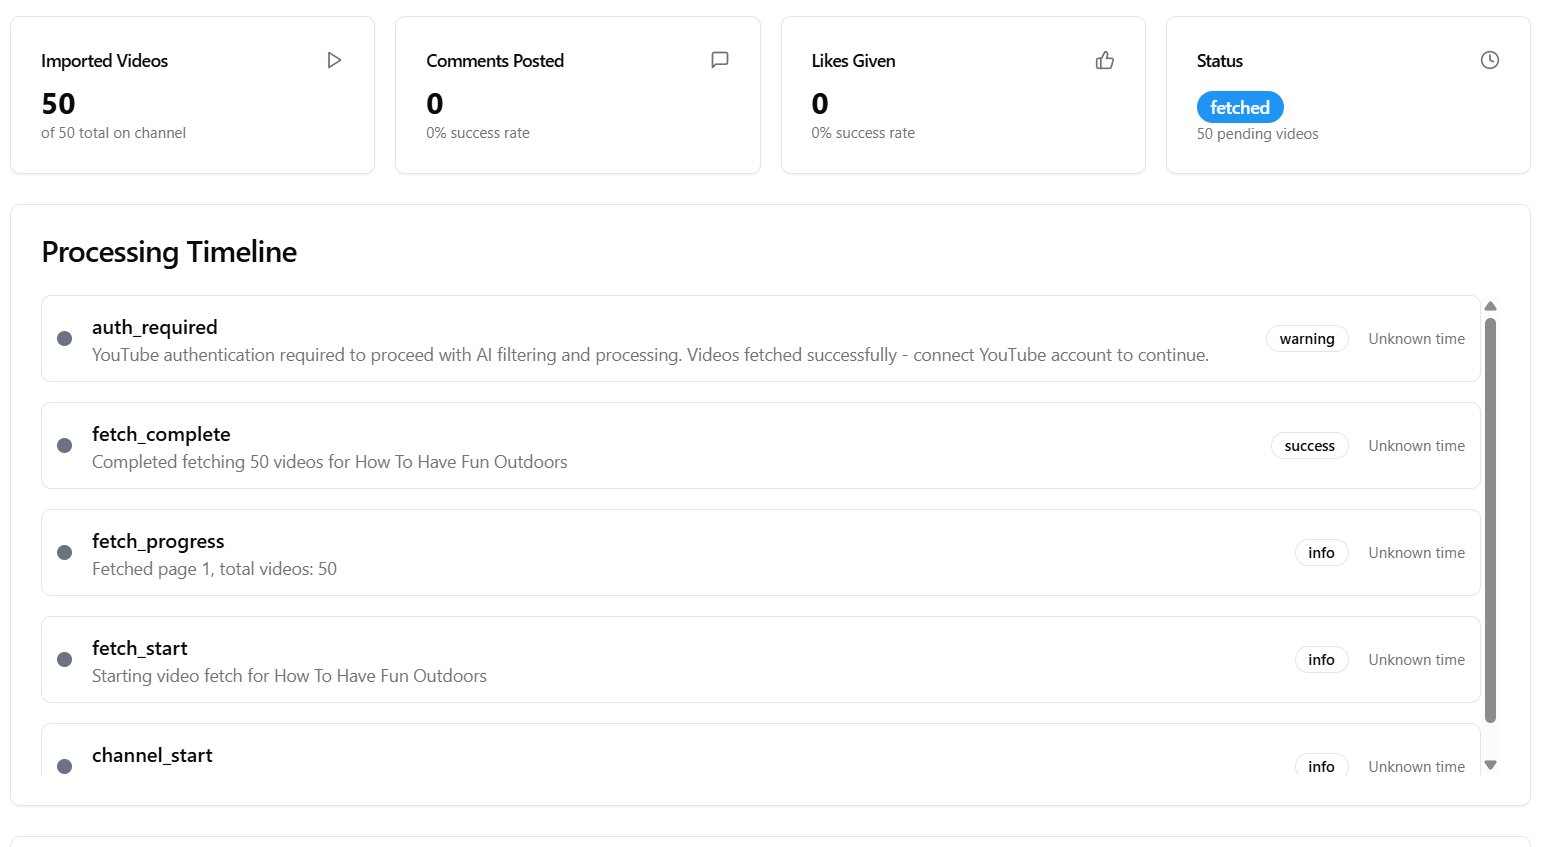 Imported Videos
50
of 50 total on channel
Comments Posted
0
0% success rate
Likes Given
0
0% success rate
Status
fetched
50 pending videos
Processing Timeline
auth_required
YouTube authentication required to proceed with AI filtering and processing. Videos fetched successfully - connect YouTube account to continue.
warning
Unknown time
fetch_complete
Completed fetching 50 videos for How To Have Fun Outdoors
success
Unknown time
fetch_progress
Fetched page 1, total videos: 50
info
Unknown time
fetch_start
Starting video fetch for How To Have Fun Outdoors
info
Unknown time
channel_start
info
Unknown time